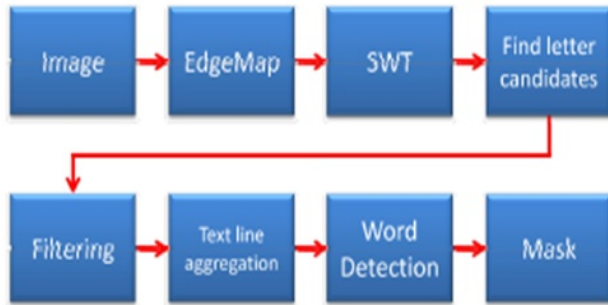 Image
EdgeMap
SWT
Find letter
candidates
Filtering
Text line
aggregation
Word
Detection
Mask